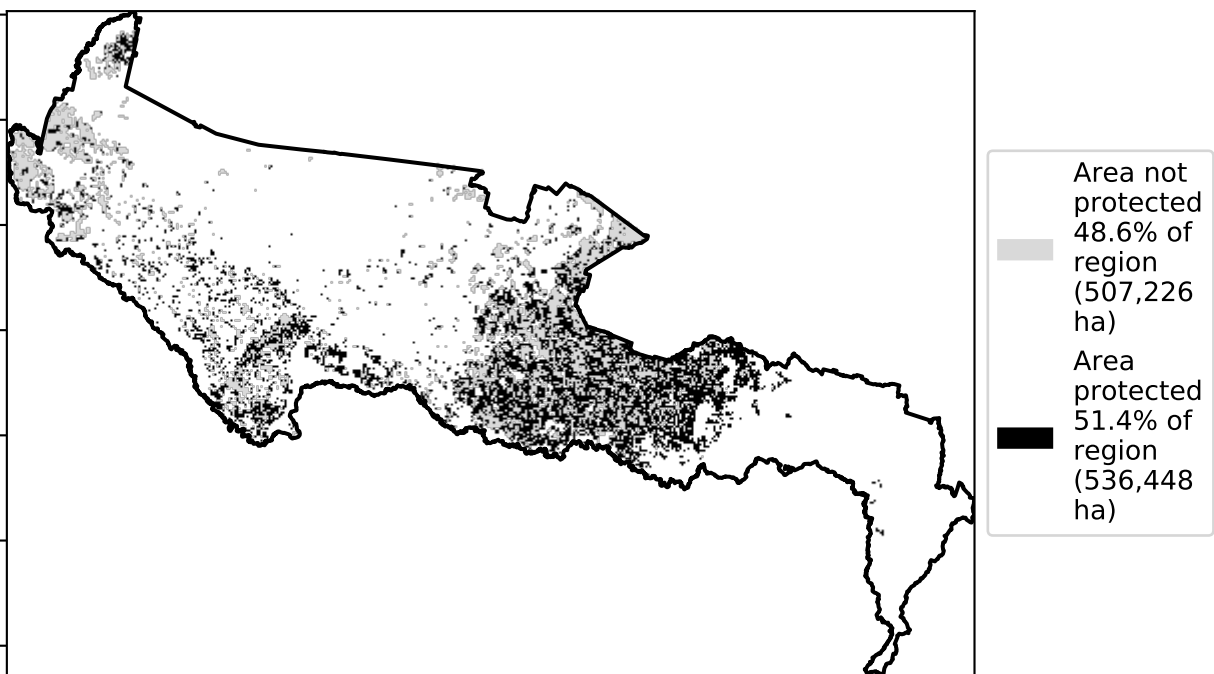 Area not
protected
48.6% of
region
(507,226
ha)
Area
protected
51.4% of
region
(536,448
ha)